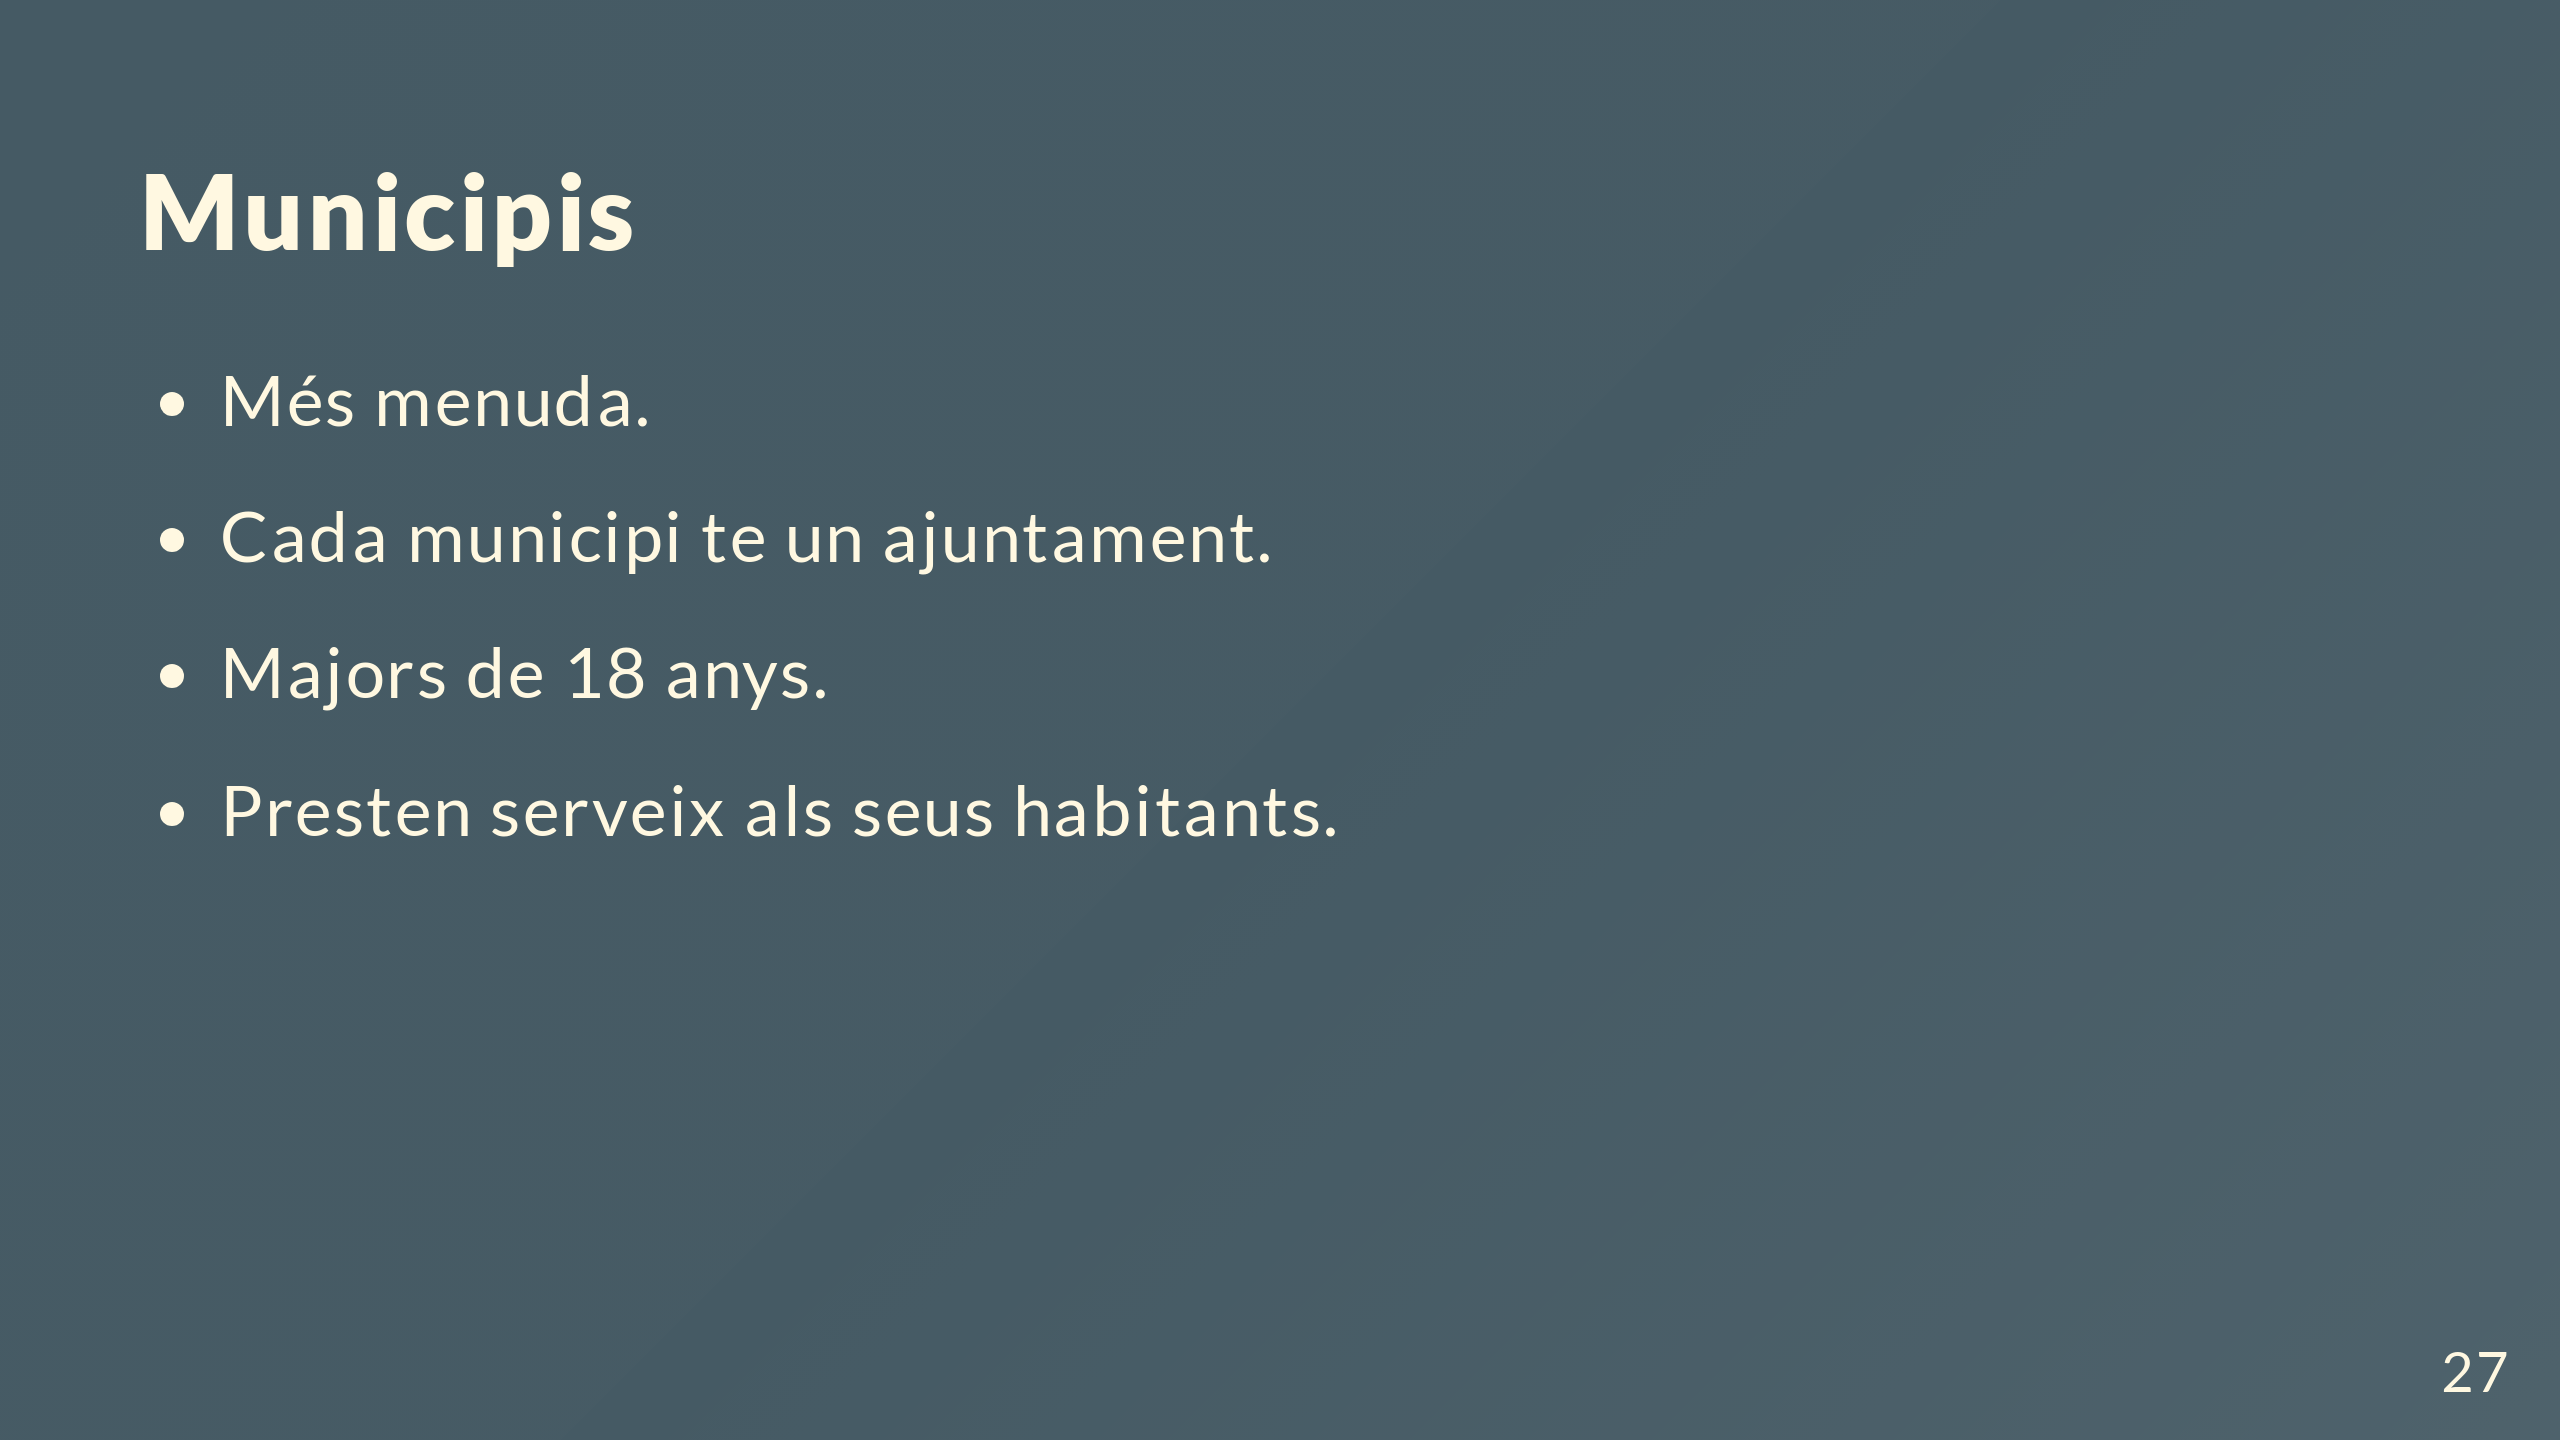 Municipis
Més menuda.
Cada municipi te un ajuntament.
Majors de 18 anys.
Presten serveix als seus habitants.
27